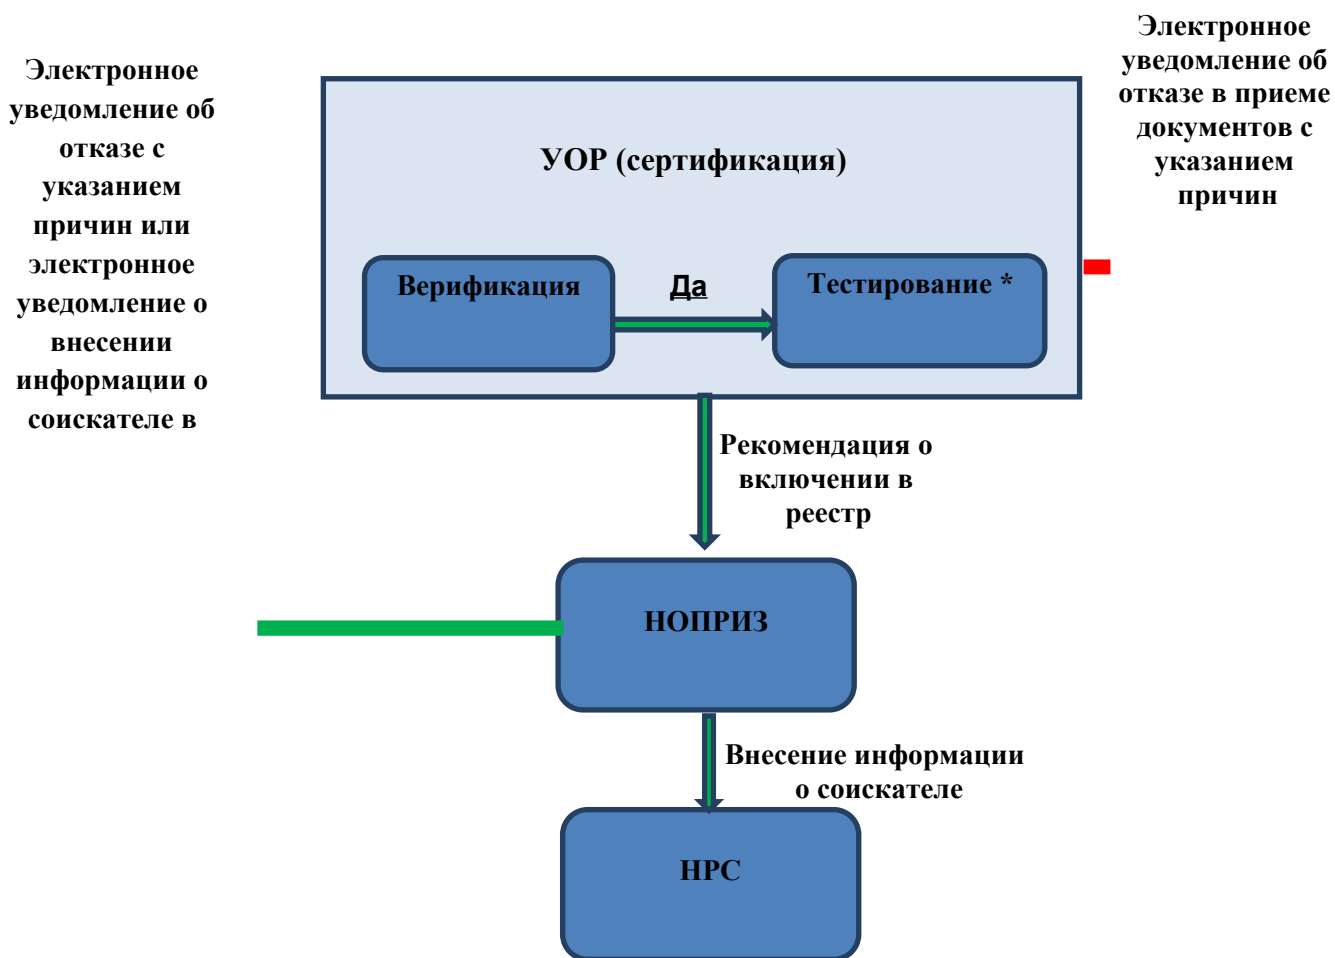 Электронное
уведомление об
отказе с
указанием
причин или
электронное
уведомление о
внесении
информации о
соискателе в
Электронное
уведомление об
отказе в приеме
документов с
указанием
причин
УОР (сертификация)
Верификация
Да
Тестирование *
Рекомендация о
включении в
реестр
НОПРИЗ
Внесение информации
о соискателе
НРС